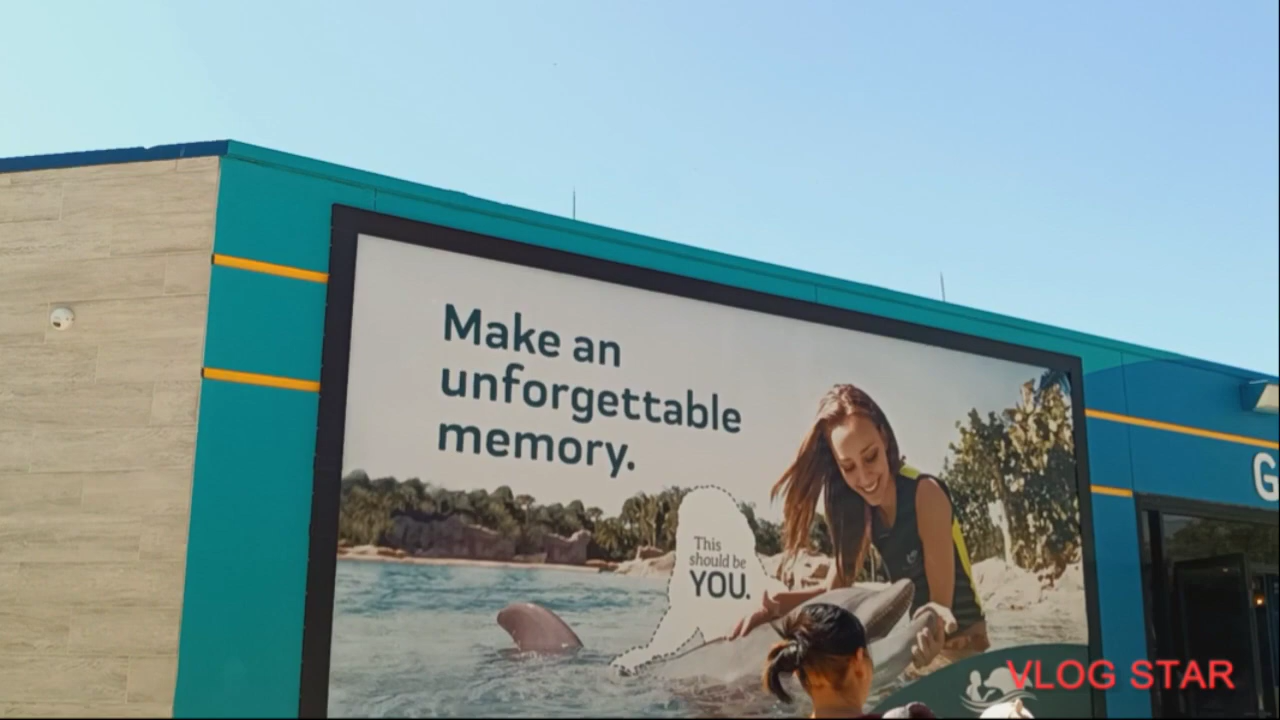 Make an
unforgettable
memory.
This
should be
YOU.
G
VLOG STAR